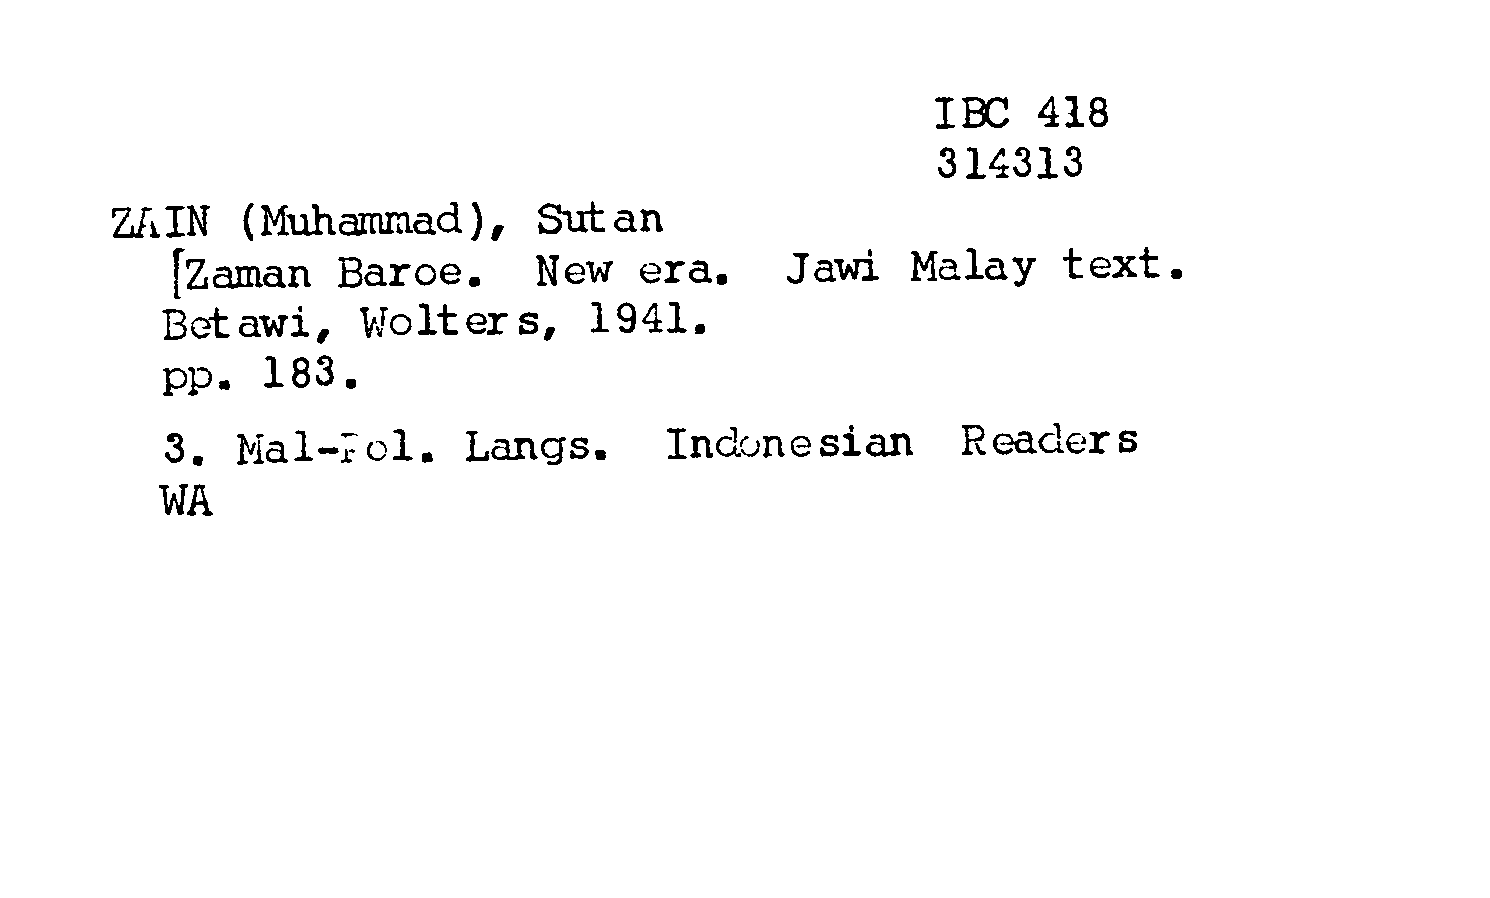 IBC 418
314313
ZAIN (Muhammad), Sutan
[Zaman Baroe. New era. Jawi Malay text.
Betawi, Wolters, 1941.
pp. 183.
3. Mal-Pol. Langs. Indonesian Readers
WA